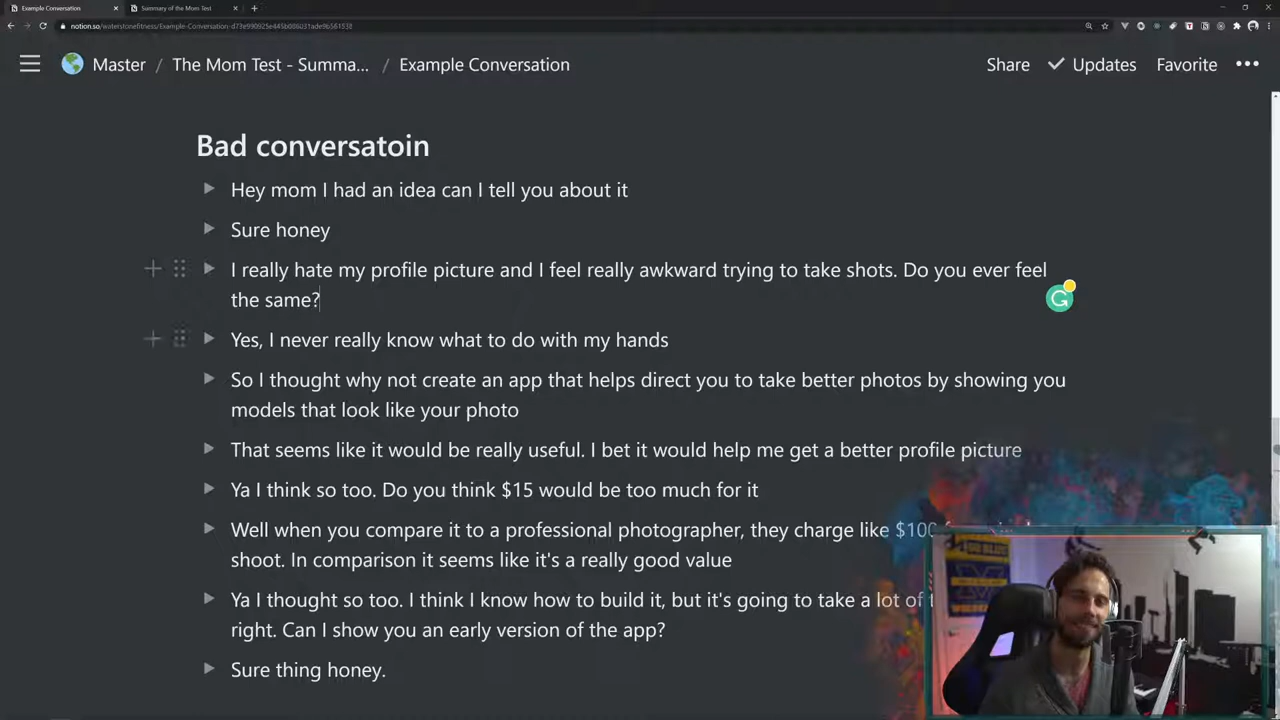 Example Conversation
Summary of the Mom Test
Master / The Mom Test - Summa... / Example Conversation
Share Updates Favorite
Bad conversatoin
Hey mom I had an idea can I tell you about it
Sure honey
I really hate my profile picture and I feel really awkward trying to take shots. Do you ever feel
the same?
Yes, I never really know what to do with my hands
So I thought why not create an app that helps direct you to take better photos by showing you
models that look like your photo
That seems like it would be really useful. I bet it would help me get a better profile picture
Ya I think so too. Do you think $15 would be too much for it
Well when you compare it to a professional photographer, they charge like $100
shoot. In comparison it seems like it's a really good value
Ya I thought so too. I think I know how to build it, but it's going to take a lot of
right. Can I show you an early version of the app?
Sure thing honey.